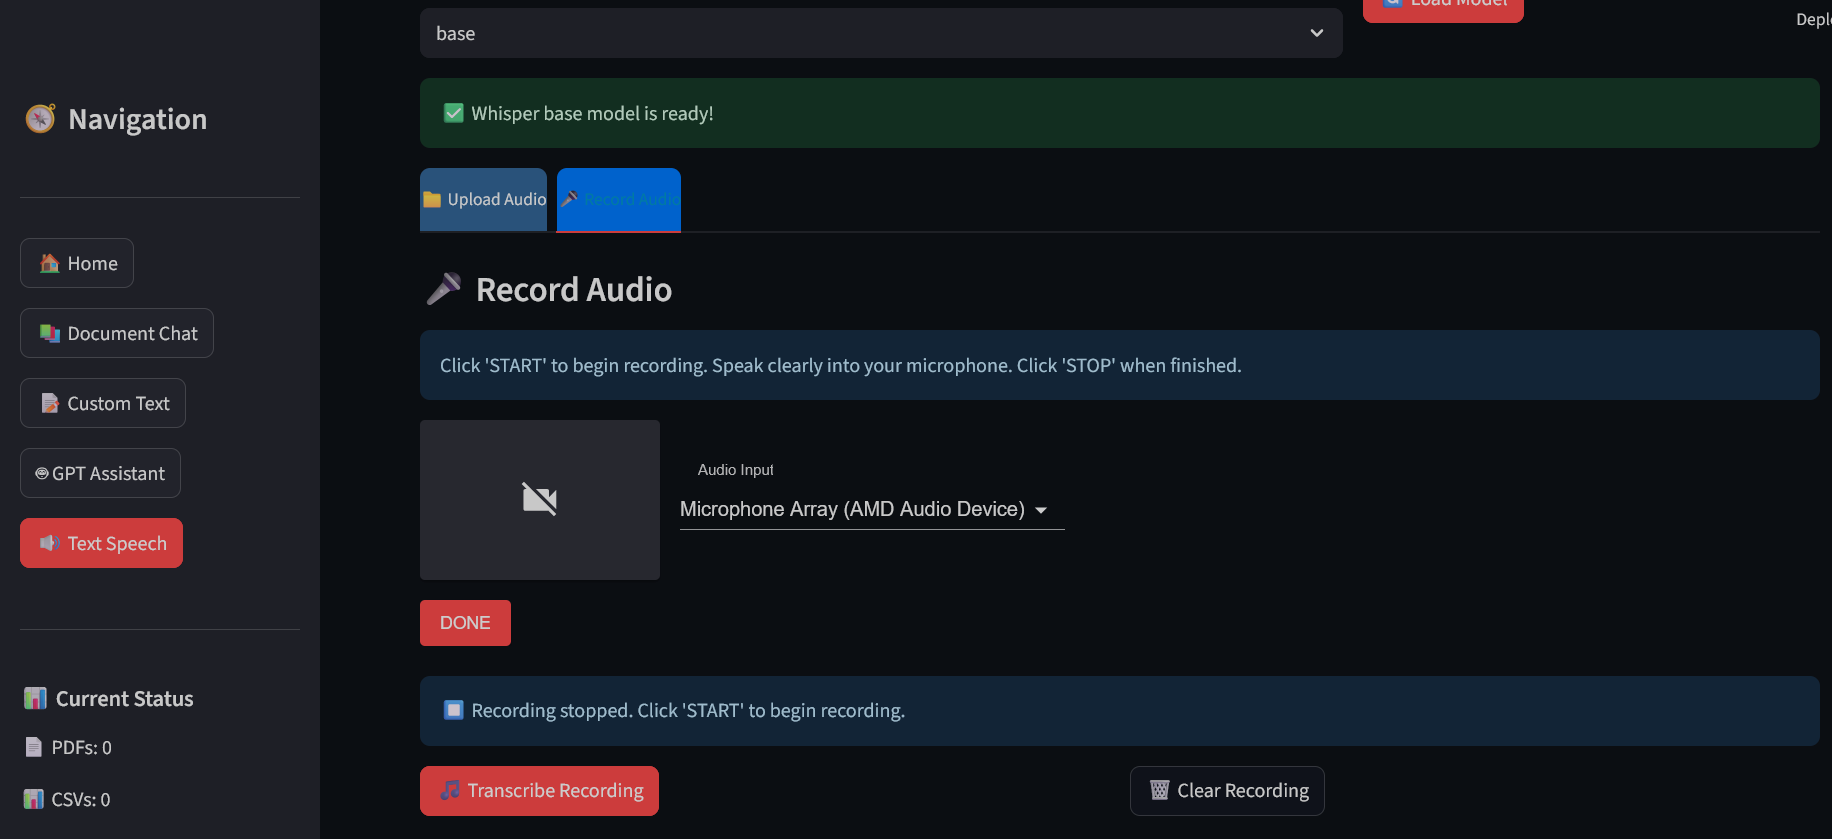 Navigation
Home
Document Chat
Custom Text
GPT Assistant
Text Speech
Current Status
PDFs: 0
CSVs: 0
base
Load Model
Whisper base model is ready!
Upload Audio
Record Audio
Record Audio
Click 'START' to begin recording. Speak clearly into your microphone. Click 'STOP' when finished.
Audio Input
Microphone Array (AMD Audio Device)
DONE
Recording stopped. Click 'START' to begin recording.
Transcribe Recording
Clear Recording